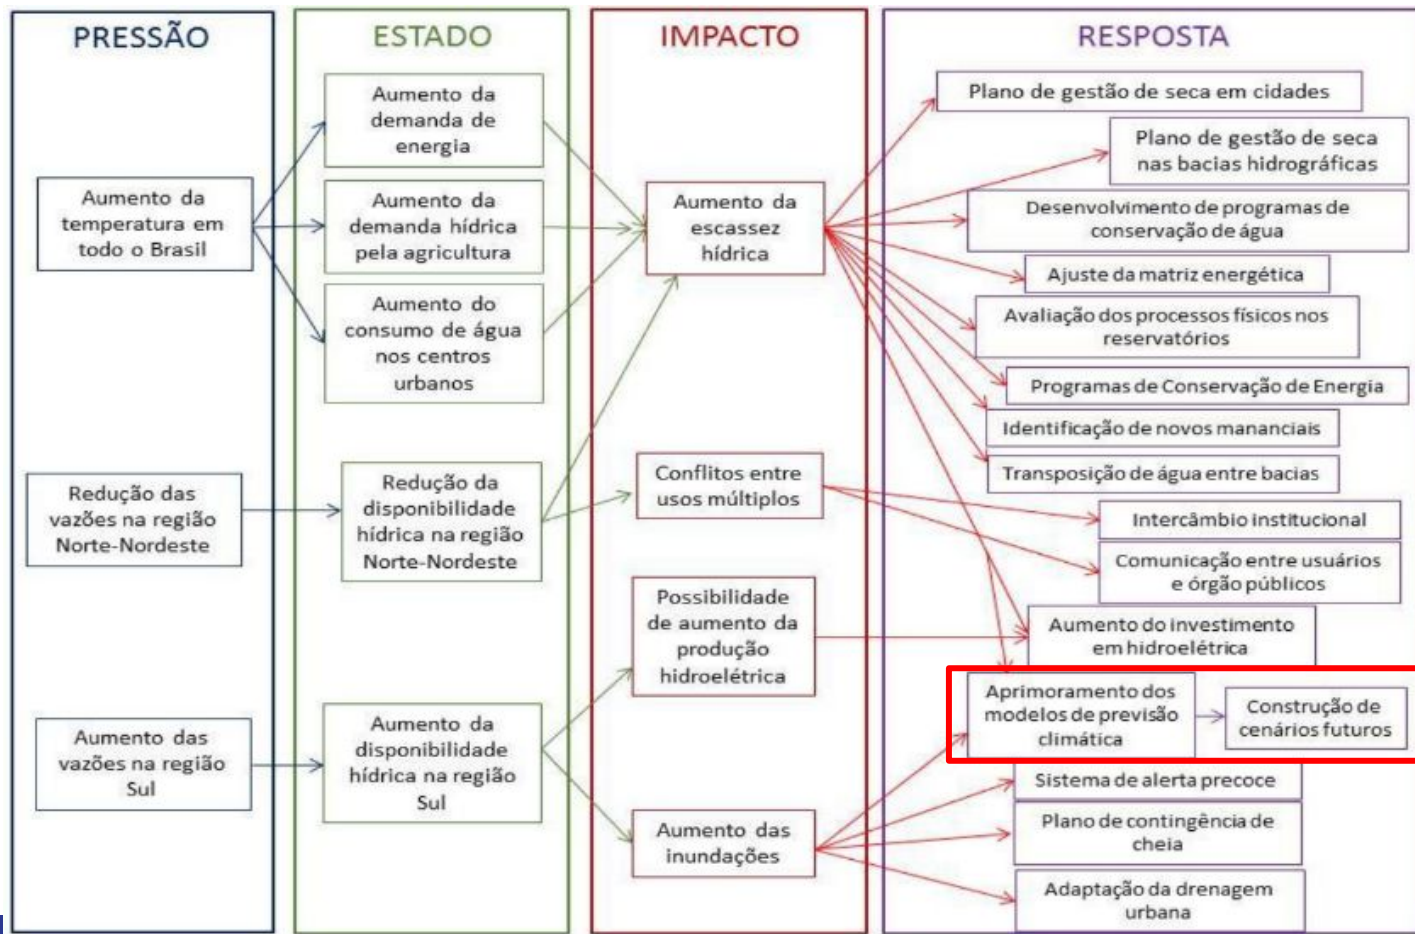 PRESSÃO
Aumento da
temperatura em
todo o Brasil
Redução das
vazões na região
Norte-Nordeste
Aumento das
vazões na região
Sul
ESTADO
Aumento da
demanda de
energia
Aumento da
demanda hídrica
pela agricultura
Aumento do
consumo de água
nos centros
urbanos
Redução da
disponibilidade
hídrica na região
Norte-Nordeste
Aumento da
disponibilidade
hídrica na região
Sul
IMPACTO
Aumento da
escassez
hídrica
Conflitos entre
usos múltiplos
Possibilidade
de aumento da
produção
hidroelétrica
Aumento das
inundações
RESPOSTA
Plano de gestão de seca em cidades
Plano de gestão de seca
nas bacias hidrográficas
Desenvolvimento de programas de
conservação de água
Ajuste da matriz energética
Avaliação dos processos físicos nos
reservatórios
Programas de Conservação de Energia
Identificação de novos mananciais
Transposição de água entre bacias
Intercâmbio institucional
Comunicação entre usuários
e órgão públicos
Aumento do investimento
em hidroelétrica
Aprimoramento dos
modelos de previsão
climática
Construção de
cenários futuros
Sistema de alerta precoce
Plano de contingência de
cheia
Adaptação da drenagem
urbana